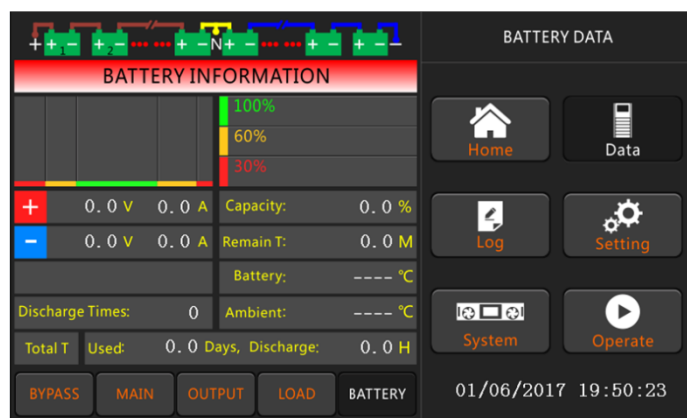 + + 1 - + 2 - + - N + - + - + - -
BATTERY DATA
BATTERY INFORMATION
100%
60%
30%
+ 0.0 V 0.0 A Capacity: 0.0 %
- 0.0 V 0.0 A Remain T: 0.0 M
Battery: ---- ℃
Discharge Times: 0 Ambient: ---- ℃
Total T Used: 0.0 Days, Discharge: 0.0 H
BYPASS MAIN OUTPUT LOAD BATTERY
Home Data
Log Setting
System Operate
01/06/2017 19:50:23